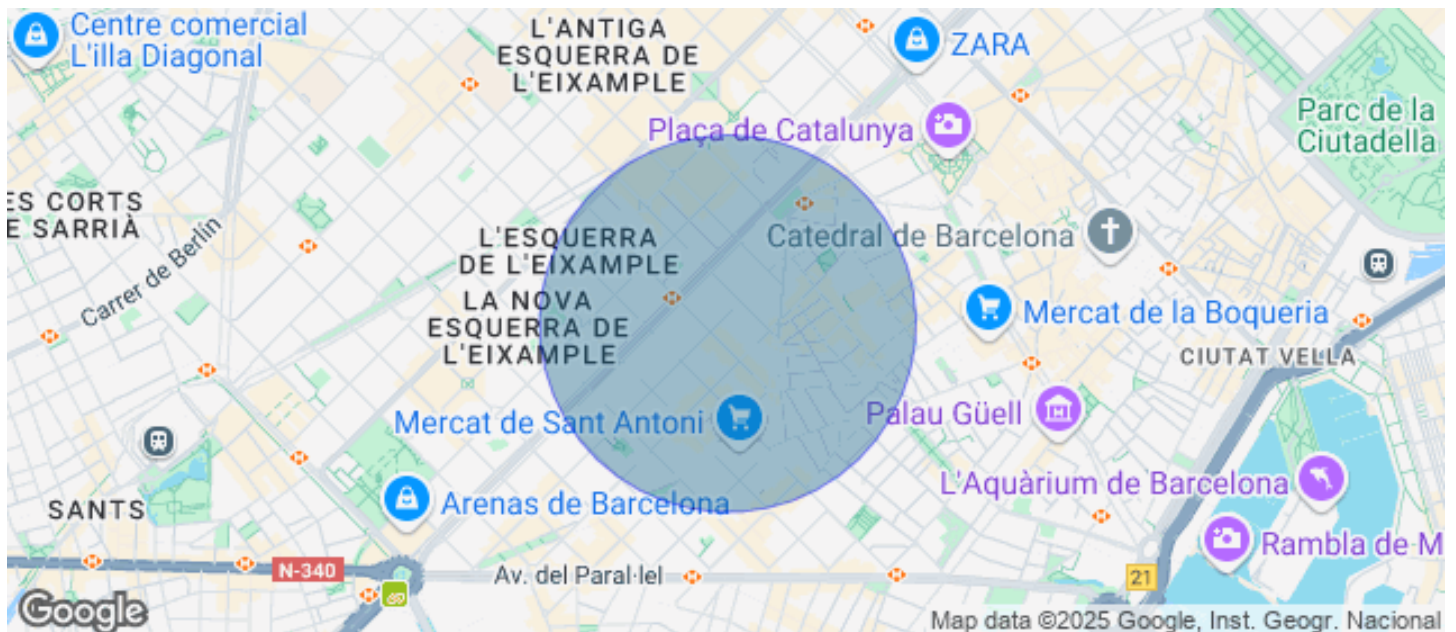 Centre comercial
L'illa Diagonal
L'ANTIGA
ESQUERRA DE
L'EIXAMPLE
ZARA
Plaça de Catalunya
Parc de la
Ciutadella
ES CORTS
E SARRIÀ
Carrer de Berlín
L'ESQUERRA
DE L'EIXAMPLE
Catedral de Barcelona
LA NOVA
ESQUERRA DE
L'EIXAMPLE
Mercat de la Boqueria
CIUTAT VELLA
Mercat de Sant Antoni
Palau Güell
L'Aquàrium de Barcelona
SANTS
Arenas de Barcelona
Rambla de M
N-340
Av. del Paral·lel
21
Google
Map data ©2025 Google, Inst. Geogr. Nacional